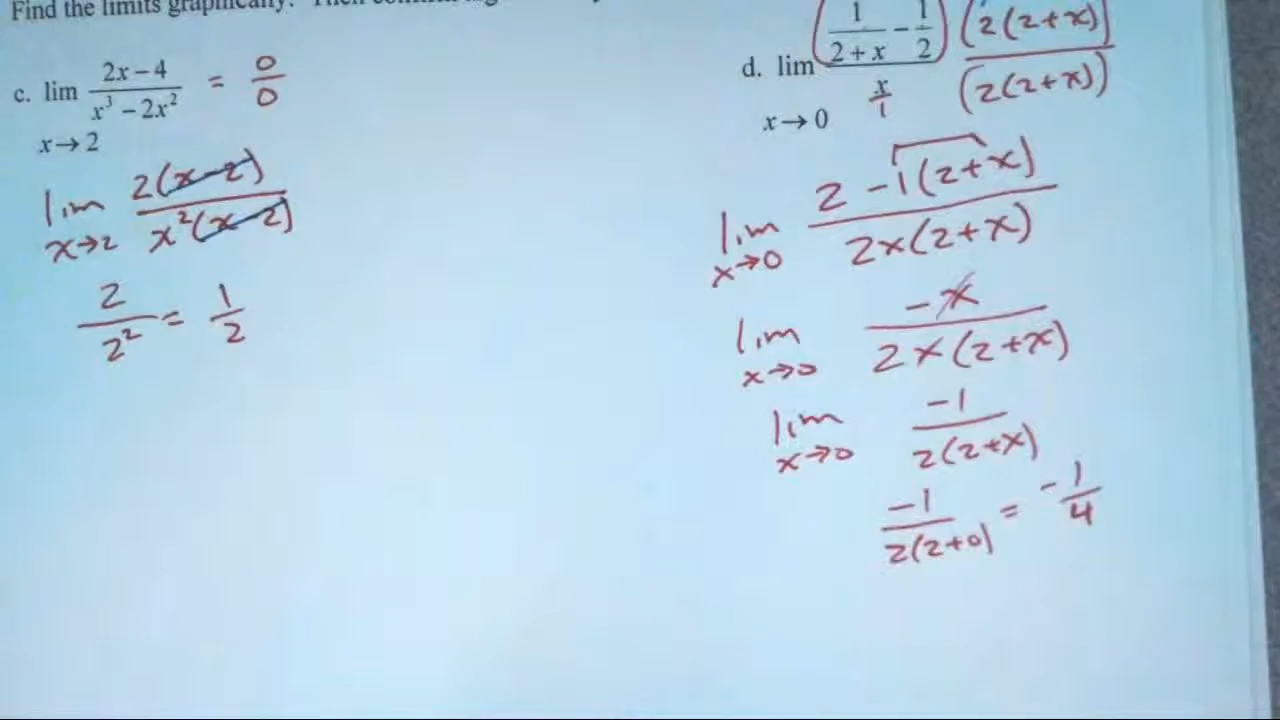 Find the limits graphically. Then
c. lim 2x – 4 / x³ – 2x² = 0/0
x → 2
lim 2(x-2) / x²(x-2)
x→2
2 / 2² = 1/2
d. lim (1/(2 + x) – 1/2) / (x/1) (2(2+x)) / (2(2+x))
x → 0
lim 2 - 1(2+x) / 2x(2+x)
x→0
lim -x / 2x(2+x)
x→0
lim -1 / 2(2+x)
x→0
-1 / 2(2+0) = -1/4